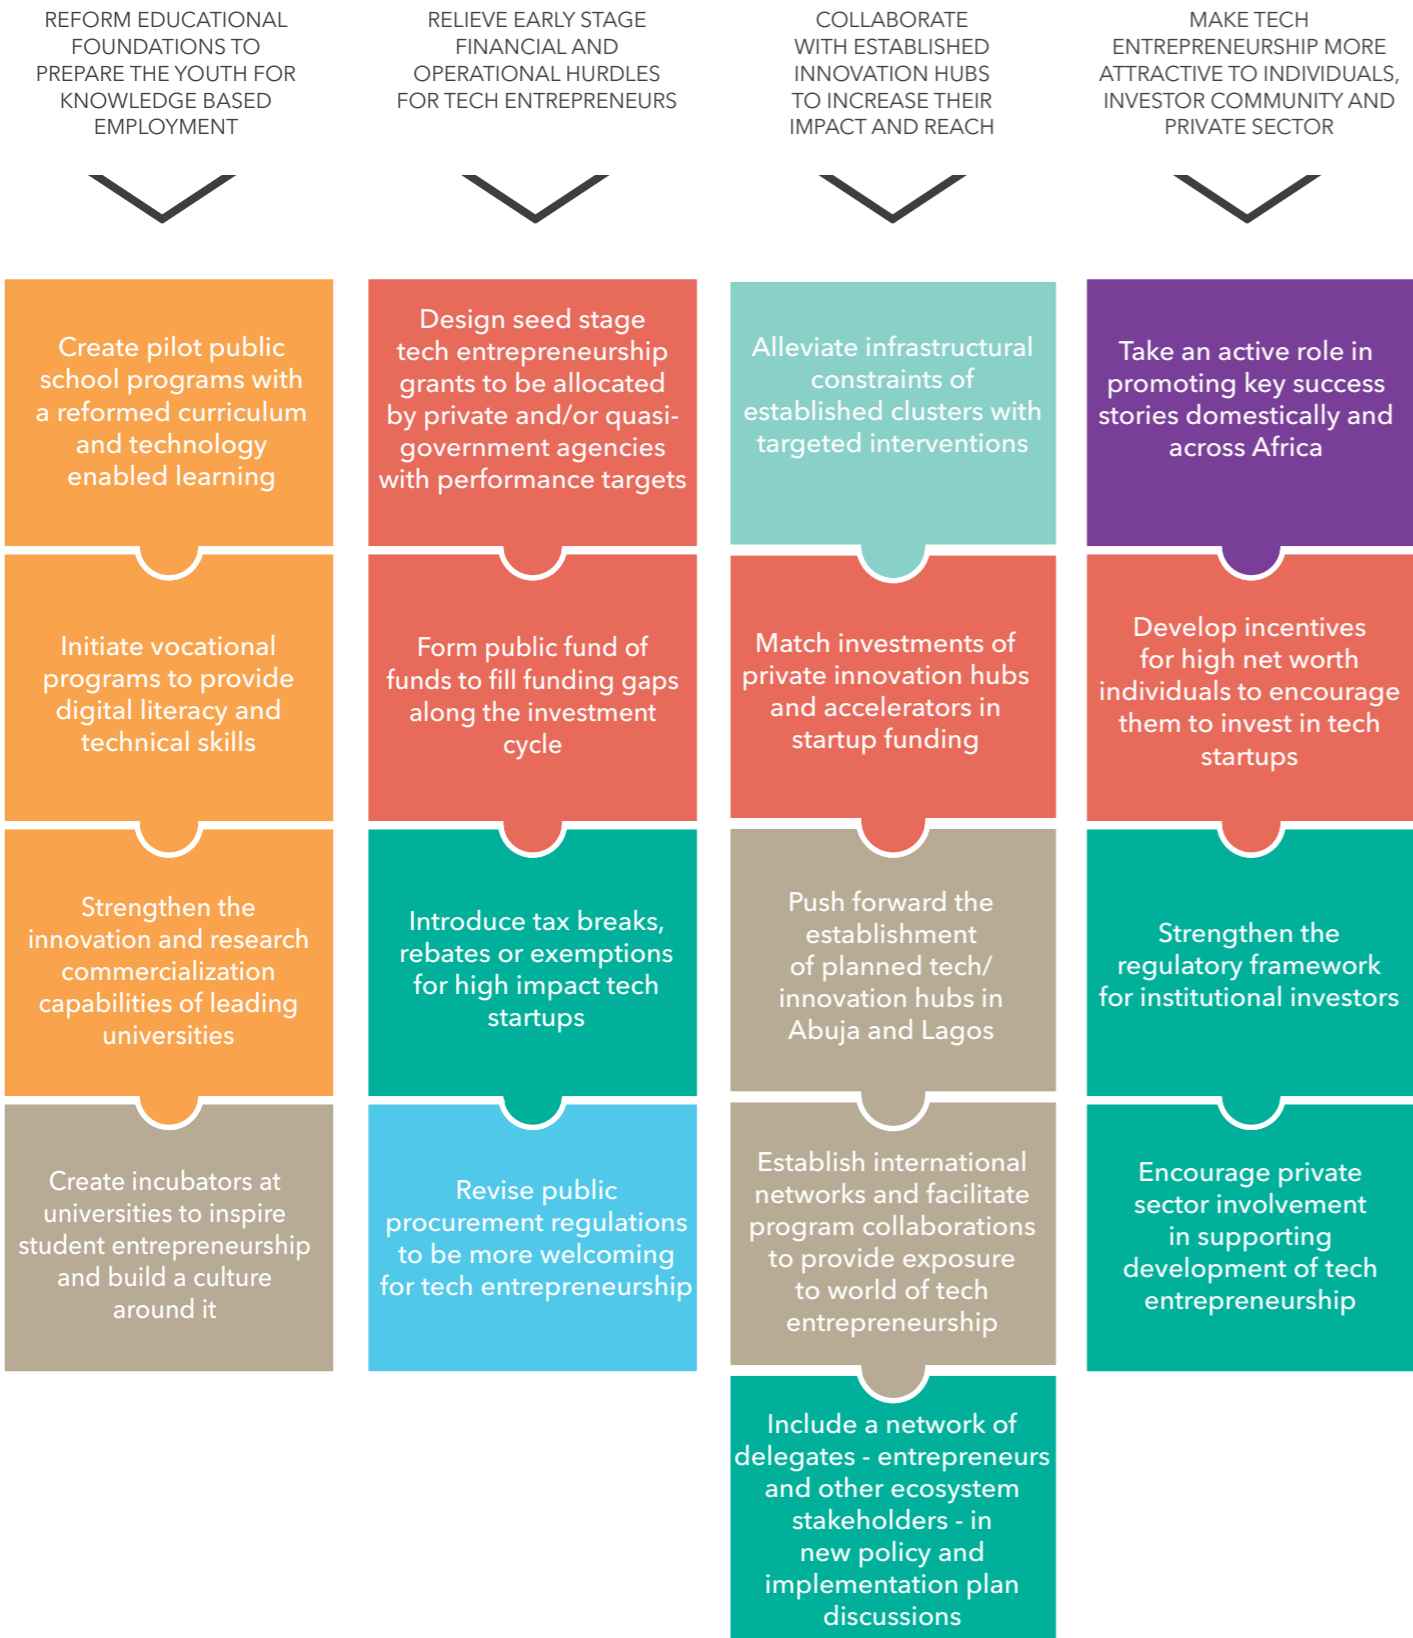 REFORM EDUCATIONAL
FOUNDATIONS TO
PREPARE THE YOUTH FOR
KNOWLEDGE BASED
EMPLOYMENT
RELIEVE EARLY STAGE
FINANCIAL AND
OPERATIONAL HURDLES
FOR TECH ENTREPRENEURS
COLLABORATE
WITH ESTABLISHED
INNOVATION HUBS
TO INCREASE THEIR
IMPACT AND REACH
MAKE TECH
ENTREPRENEURSHIP MORE
ATTRACTIVE TO INDIVIDUALS,
INVESTOR COMMUNITY AND
PRIVATE SECTOR
Create pilot public
school programs with
a reformed curriculum
and technology
enabled learning
Initiate vocational
programs to provide
digital literacy and
technical skills
Strengthen the
innovation and research
commercialization
capabilities of leading
universities
Create incubators at
universities to inspire
student entrepreneurship
and build a culture
around it
Design seed stage
tech entrepreneurship
grants to be allocated
by private and/or quasi-
government agencies
with performance targets
Form public fund of
funds to fill funding gaps
along the investment
cycle
Introduce tax breaks,
rebates or exemptions
for high impact tech
startups
Revise public
procurement regulations
to be more welcoming
for tech entrepreneurship
Alleviate infrastructural
constraints of
established clusters with
targeted interventions
Match investments of
private innovation hubs
and accelerators in
startup funding
Push forward the
establishment
of planned tech/
innovation hubs in
Abuja and Lagos
Establish international
networks and facilitate
program collaborations
to provide exposure
to world of tech
entrepreneurship
Include a network of
delegates - entrepreneurs
and other ecosystem
stakeholders - in
new policy and
implementation plan
discussions
Take an active role in
promoting key success
stories domestically and
across Africa
Develop incentives
for high net worth
individuals to encourage
them to invest in tech
startups
Strengthen the
regulatory framework
for institutional investors
Encourage private
sector involvement
in supporting
development of tech
entrepreneurship